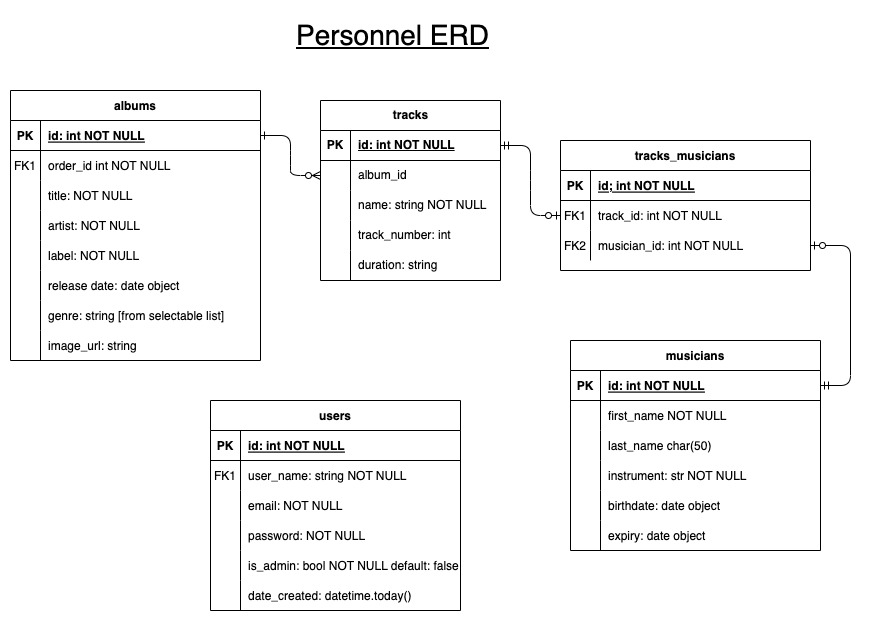 Personnel ERD
albums
PK id: int NOT NULL
FK1 order_id int NOT NULL
title: NOT NULL
artist: NOT NULL
label: NOT NULL
release date: date object
genre: string [from selectable list]
image_url: string
tracks
PK id: int NOT NULL
album_id
name: string NOT NULL
track_number: int
duration: string
tracks_musicians
PK id; int NOT NULL
FK1 track_id: int NOT NULL
FK2 musician_id: int NOT NULL
musicians
PK id: int NOT NULL
first_name NOT NULL
last_name char(50)
instrument: str NOT NULL
birthdate: date object
expiry: date object
users
PK id: int NOT NULL
FK1 user_name: string NOT NULL
email: NOT NULL
password: NOT NULL
is_admin: bool NOT NULL default: false
date_created: datetime.today()